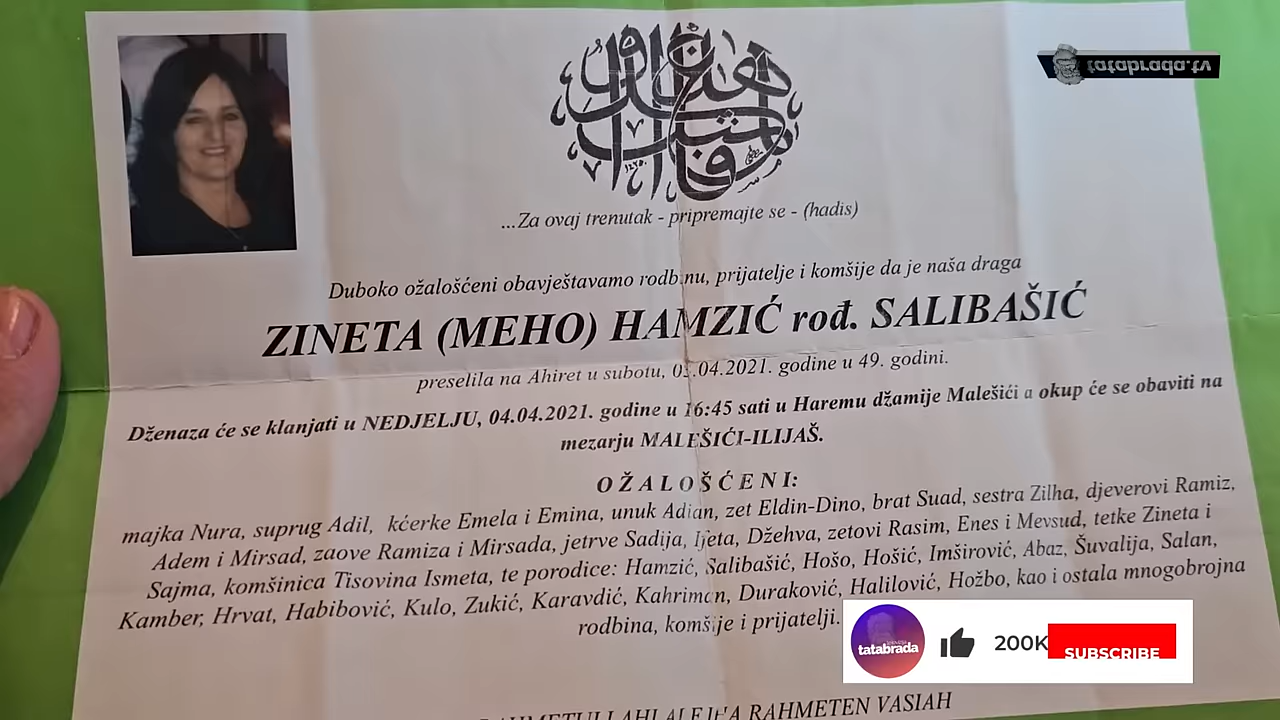 tatabrada.tv
...Za ovaj trenutak - pripremajte se - (hadis)
Duboko ožalošćeni obavještavamo rodbinu, prijatelje i komšije da je naša draga
ZINETA (MEHO) HAMZIĆ rođ. SALIBAŠIĆ
preselila na Ahiret u subotu, 03.04.2021. godine u 49. godini.
Dženaza će se klanjati u NEDJELJU, 04.04.2021. godine u 16:45 sati u Haremu džamije Malešići a okup će se obaviti na
mezarju MALEŠIĆI-ILIJAŠ.
OŽALOŠĆENI:
majka Nura, suprug Adil, kćerke Emela i Emina, unuk Adian, zet Eldin-Dino, brat Suad, sestra Zilha, djeverovi Ramiz,
Adem i Mirsad, zaove Ramiza i Mirsada, jetrve Sadija, Ijeta, Džehva, zetovi Rasim, Enes i Mevsud, tetke Zineta i
Sajma, komšinica Tisovina Ismeta, te porodice: Hamzić, Salibašić, Hošo, Hošić, Imširović, Abaz, Šuvalija, Salan,
Kamber, Hrvat, Habibović, Kulo, Zukić, Karavdić, Kahriman, Duraković, Halilović, Hožbo, kao i ostala mnogobrojna
rodbina, komšije i prijatelji.
tatabrada
200K
SUBSCRIBE
RAHMETEN VASIAH